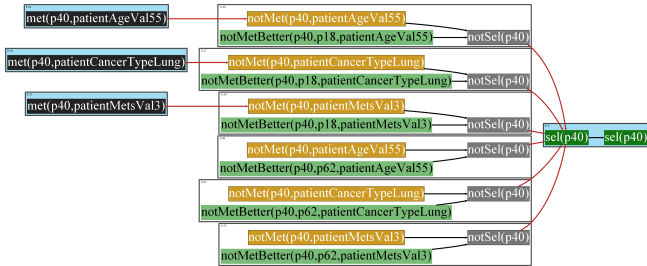 met(p40,patientAgeVal55)
notMet(p40,patientAgeVal55)
notMetBetter(p40,p18,patientAgeVal55)
notSel(p40)
met(p40,patientCancerTypeLung)
notMet(p40,patientCancerTypeLung)
notMetBetter(p40,p18,patientCancerTypeLung)
notSel(p40)
met(p40,patientMetsVal3)
notMet(p40,patientMetsVal3)
notMetBetter(p40,p18,patientMetsVal3)
notSel(p40)
sel(p40)
sel(p40)
notMet(p40,patientAgeVal55)
notMetBetter(p40,p62,patientAgeVal55)
notSel(p40)
notMet(p40,patientCancerTypeLung)
notMetBetter(p40,p62,patientCancerTypeLung)
notSel(p40)
notMet(p40,patientMetsVal3)
notMetBetter(p40,p62,patientMetsVal3)
notSel(p40)